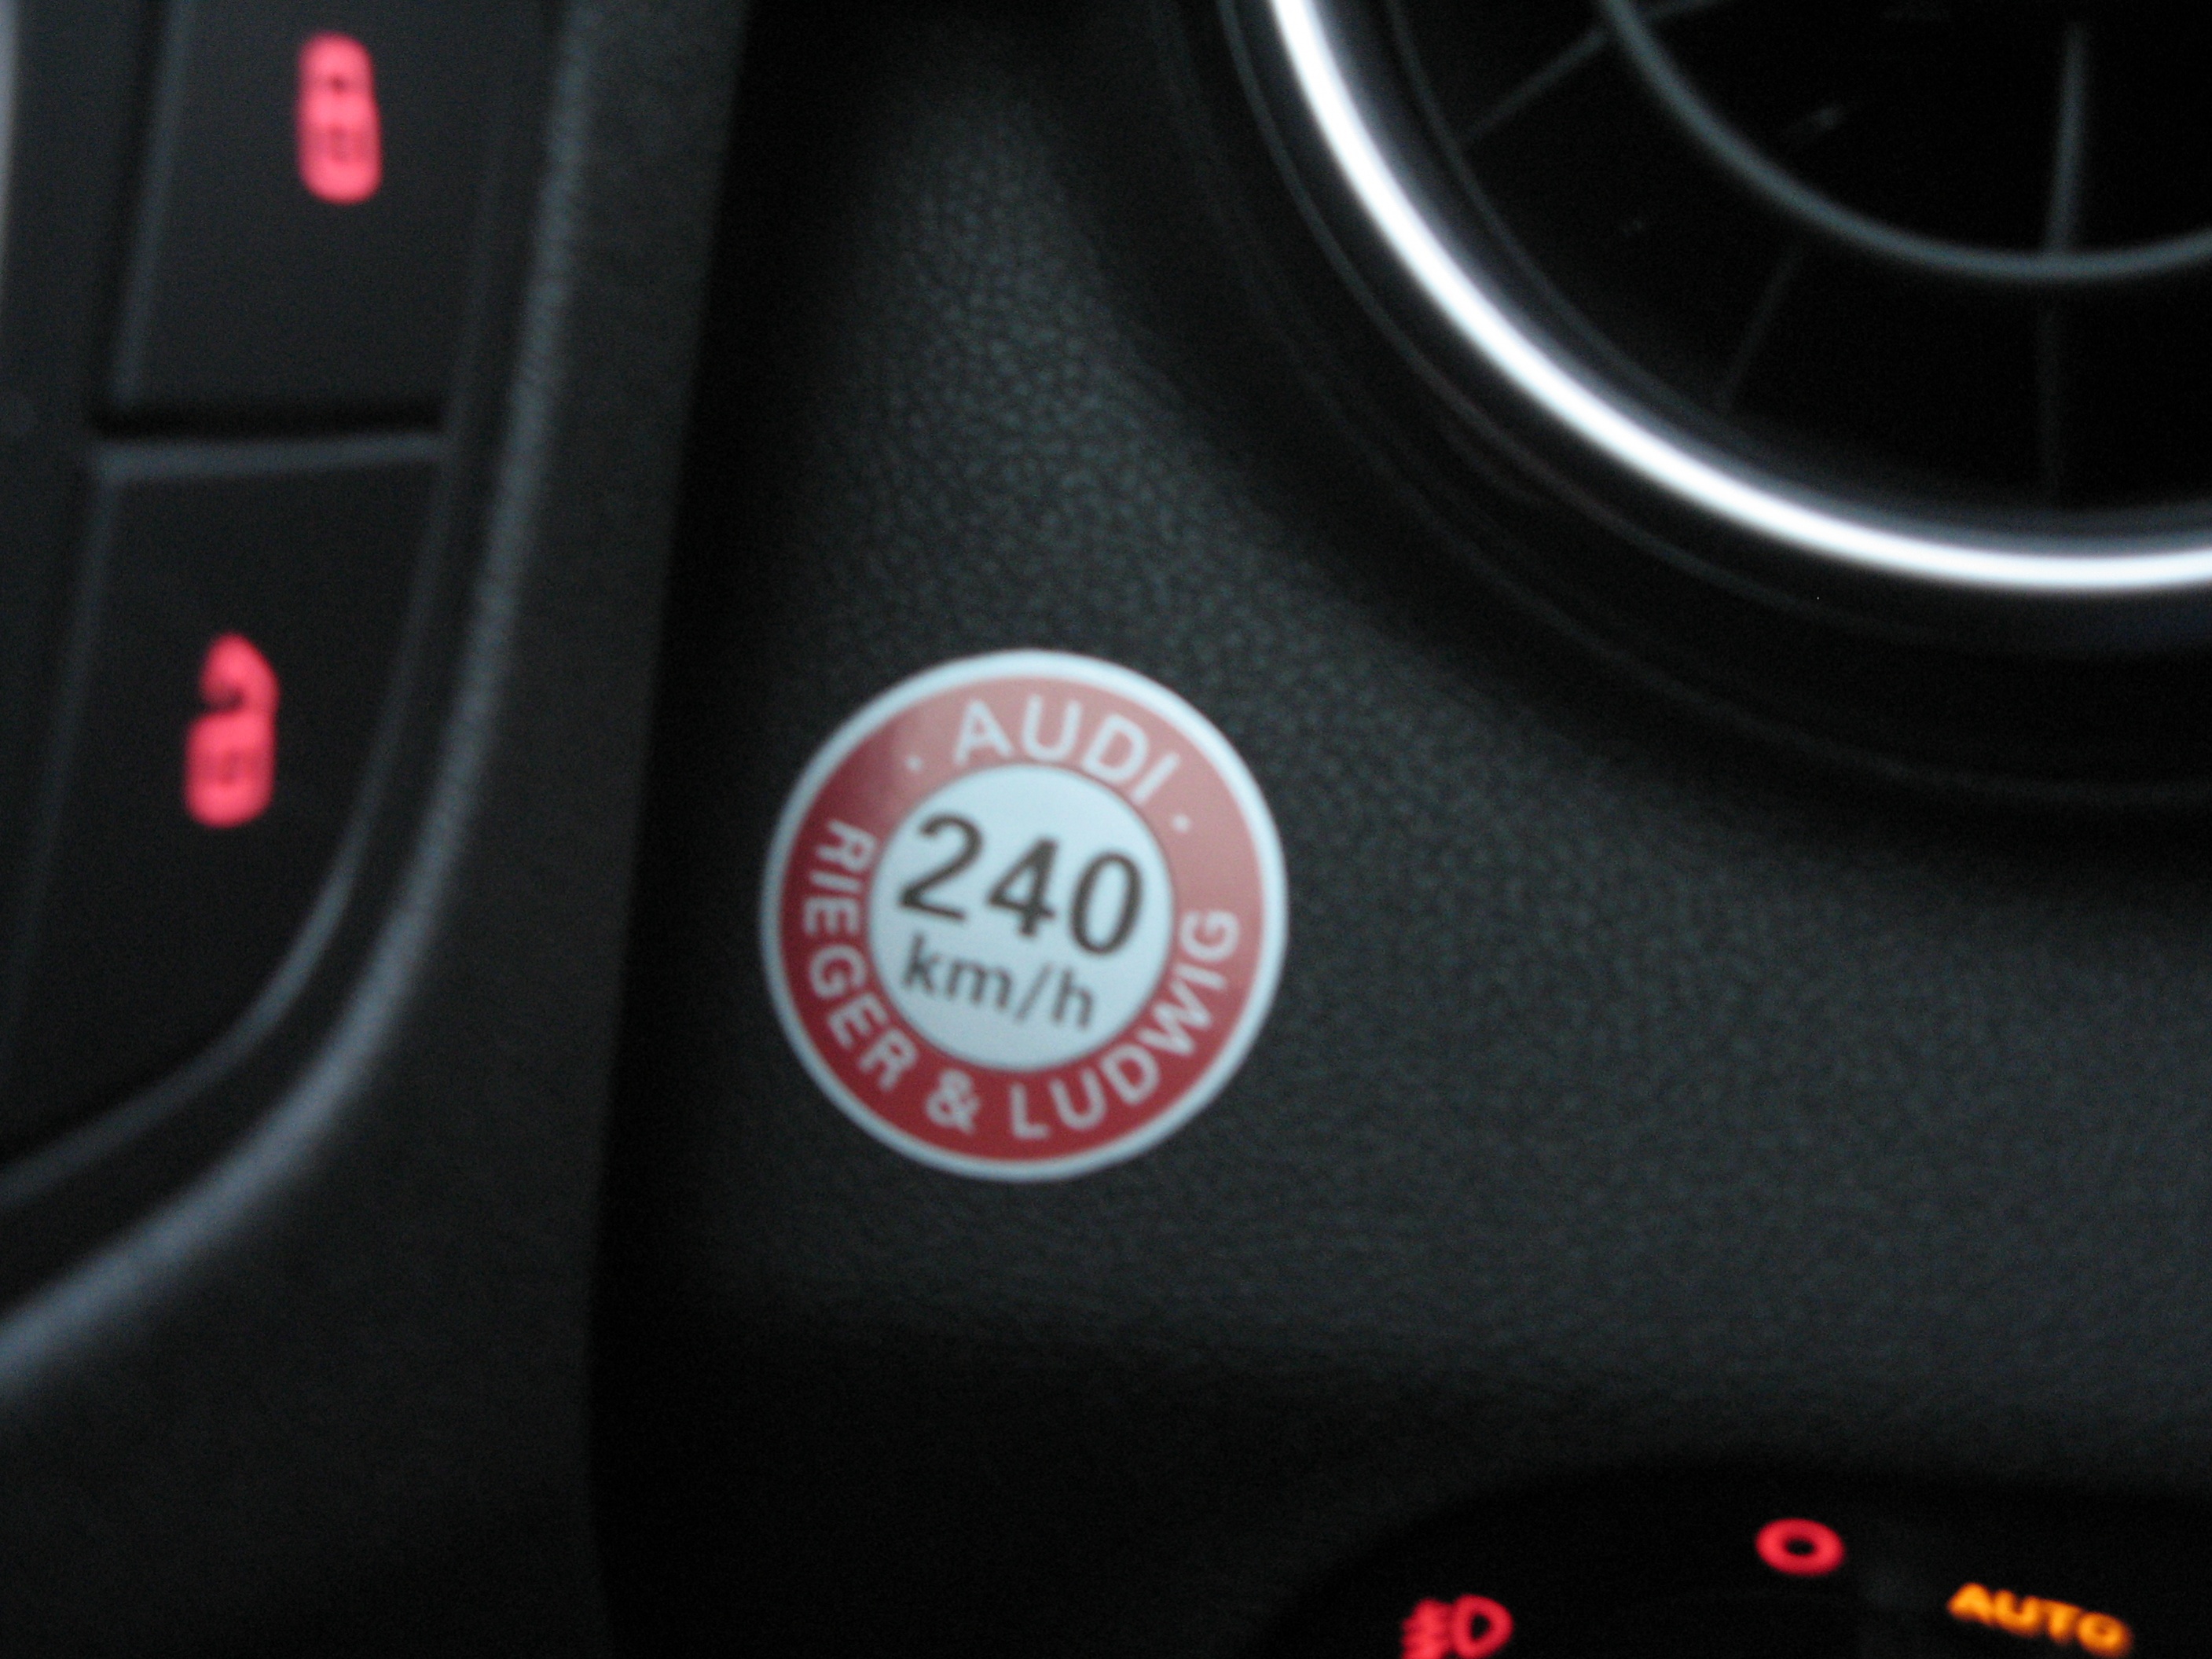 · AUDI ·
240
km/h
RIEGER & LUDWIG
AUTO